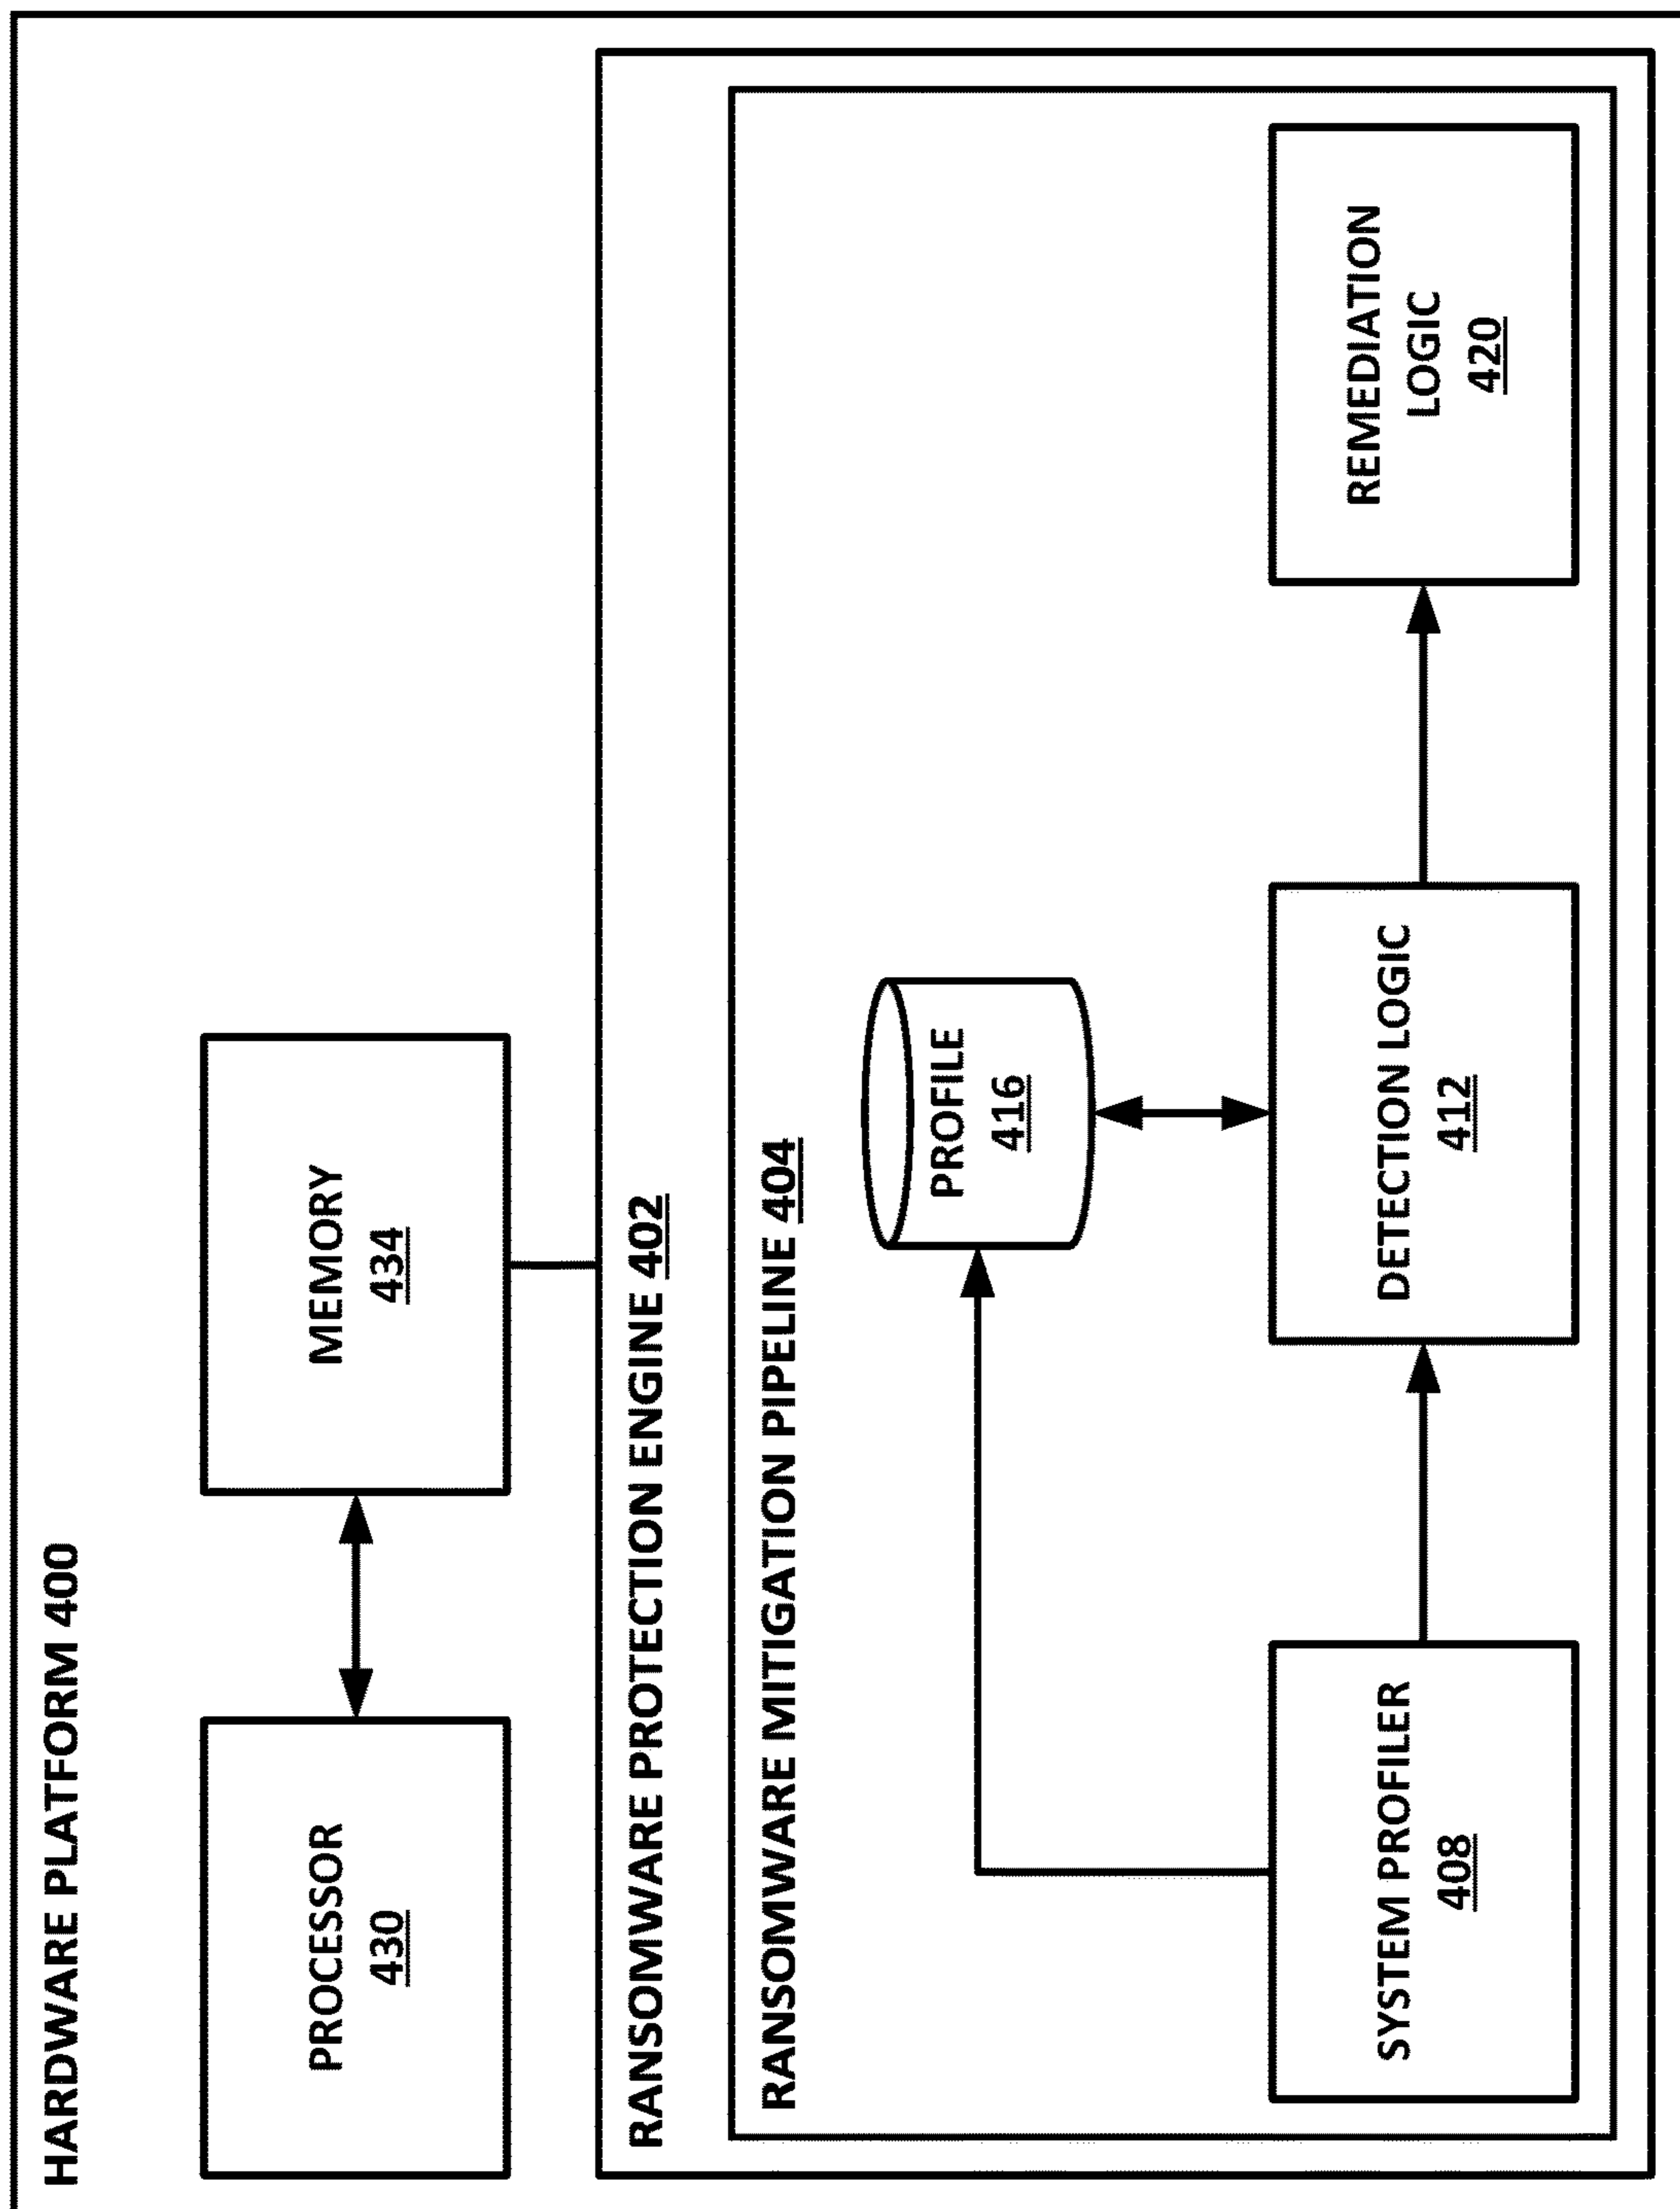 HARDWARE PLATFORM 400
PROCESSOR
430
MEMORY
434
RANSOMWARE PROTECTION ENGINE 402
RANSOMWARE MITIGATION PIPELINE 404
PROFILE
416
SYSTEM PROFILER
408
DETECTION LOGIC
412
REMEDIATION
LOGIC
420